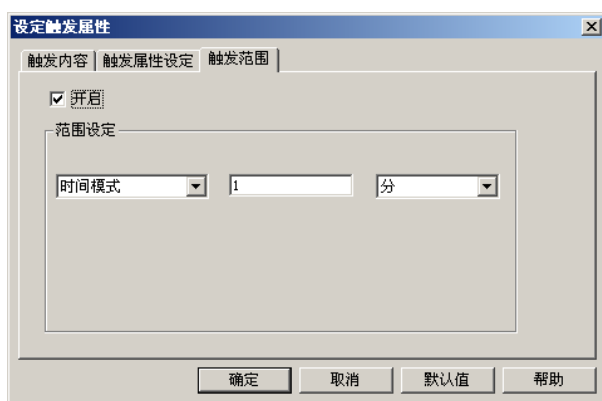 设定触发属性
触发内容 触发属性设定 触发范围
开启
范围设定
时间模式 1 分
确定 取消 默认值 帮助